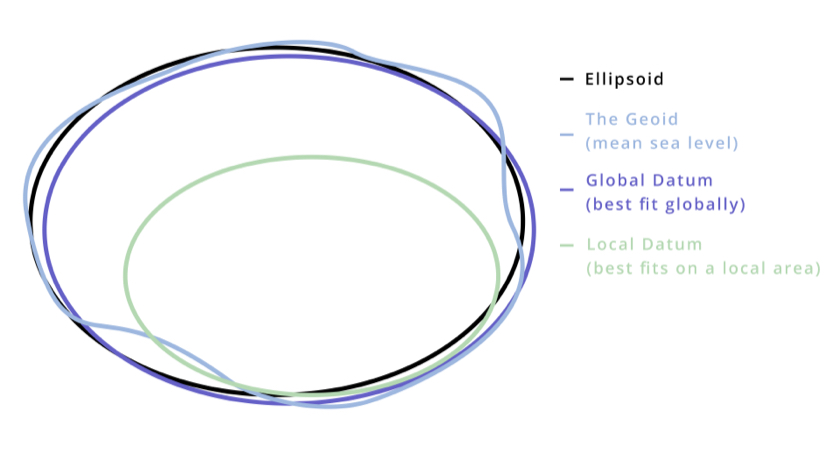 Ellipsoid
The Geoid
(mean sea level)
Global Datum
(best fit globally)
Local Datum
(best fits on a local area)